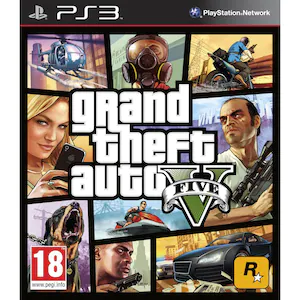 PS3
PlayStation Network
grand
theft
auto
V
FIVE
18
www.pegi.info
R